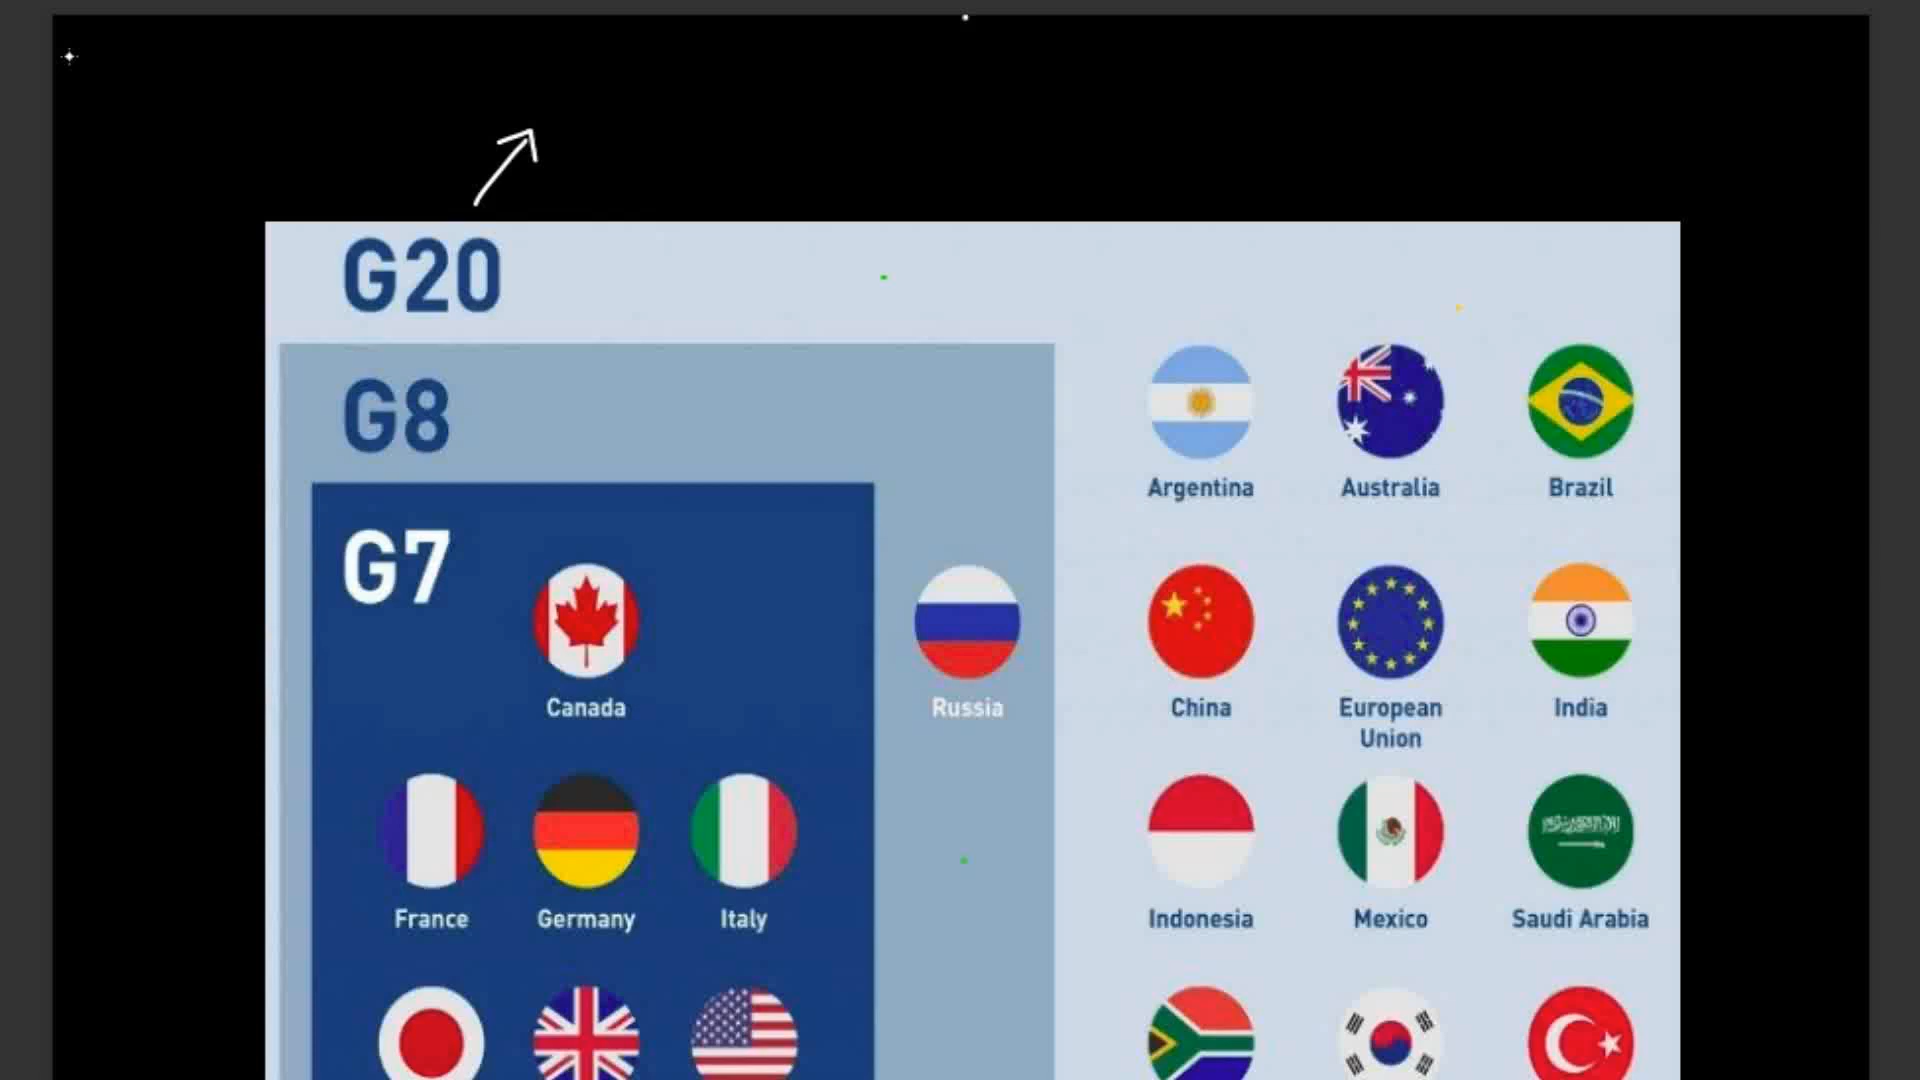 G20
G8
G7
Argentina
Australia
Brazil
Canada
Russia
China
European
Union
India
France
Germany
Italy
Indonesia
Mexico
Saudi Arabia